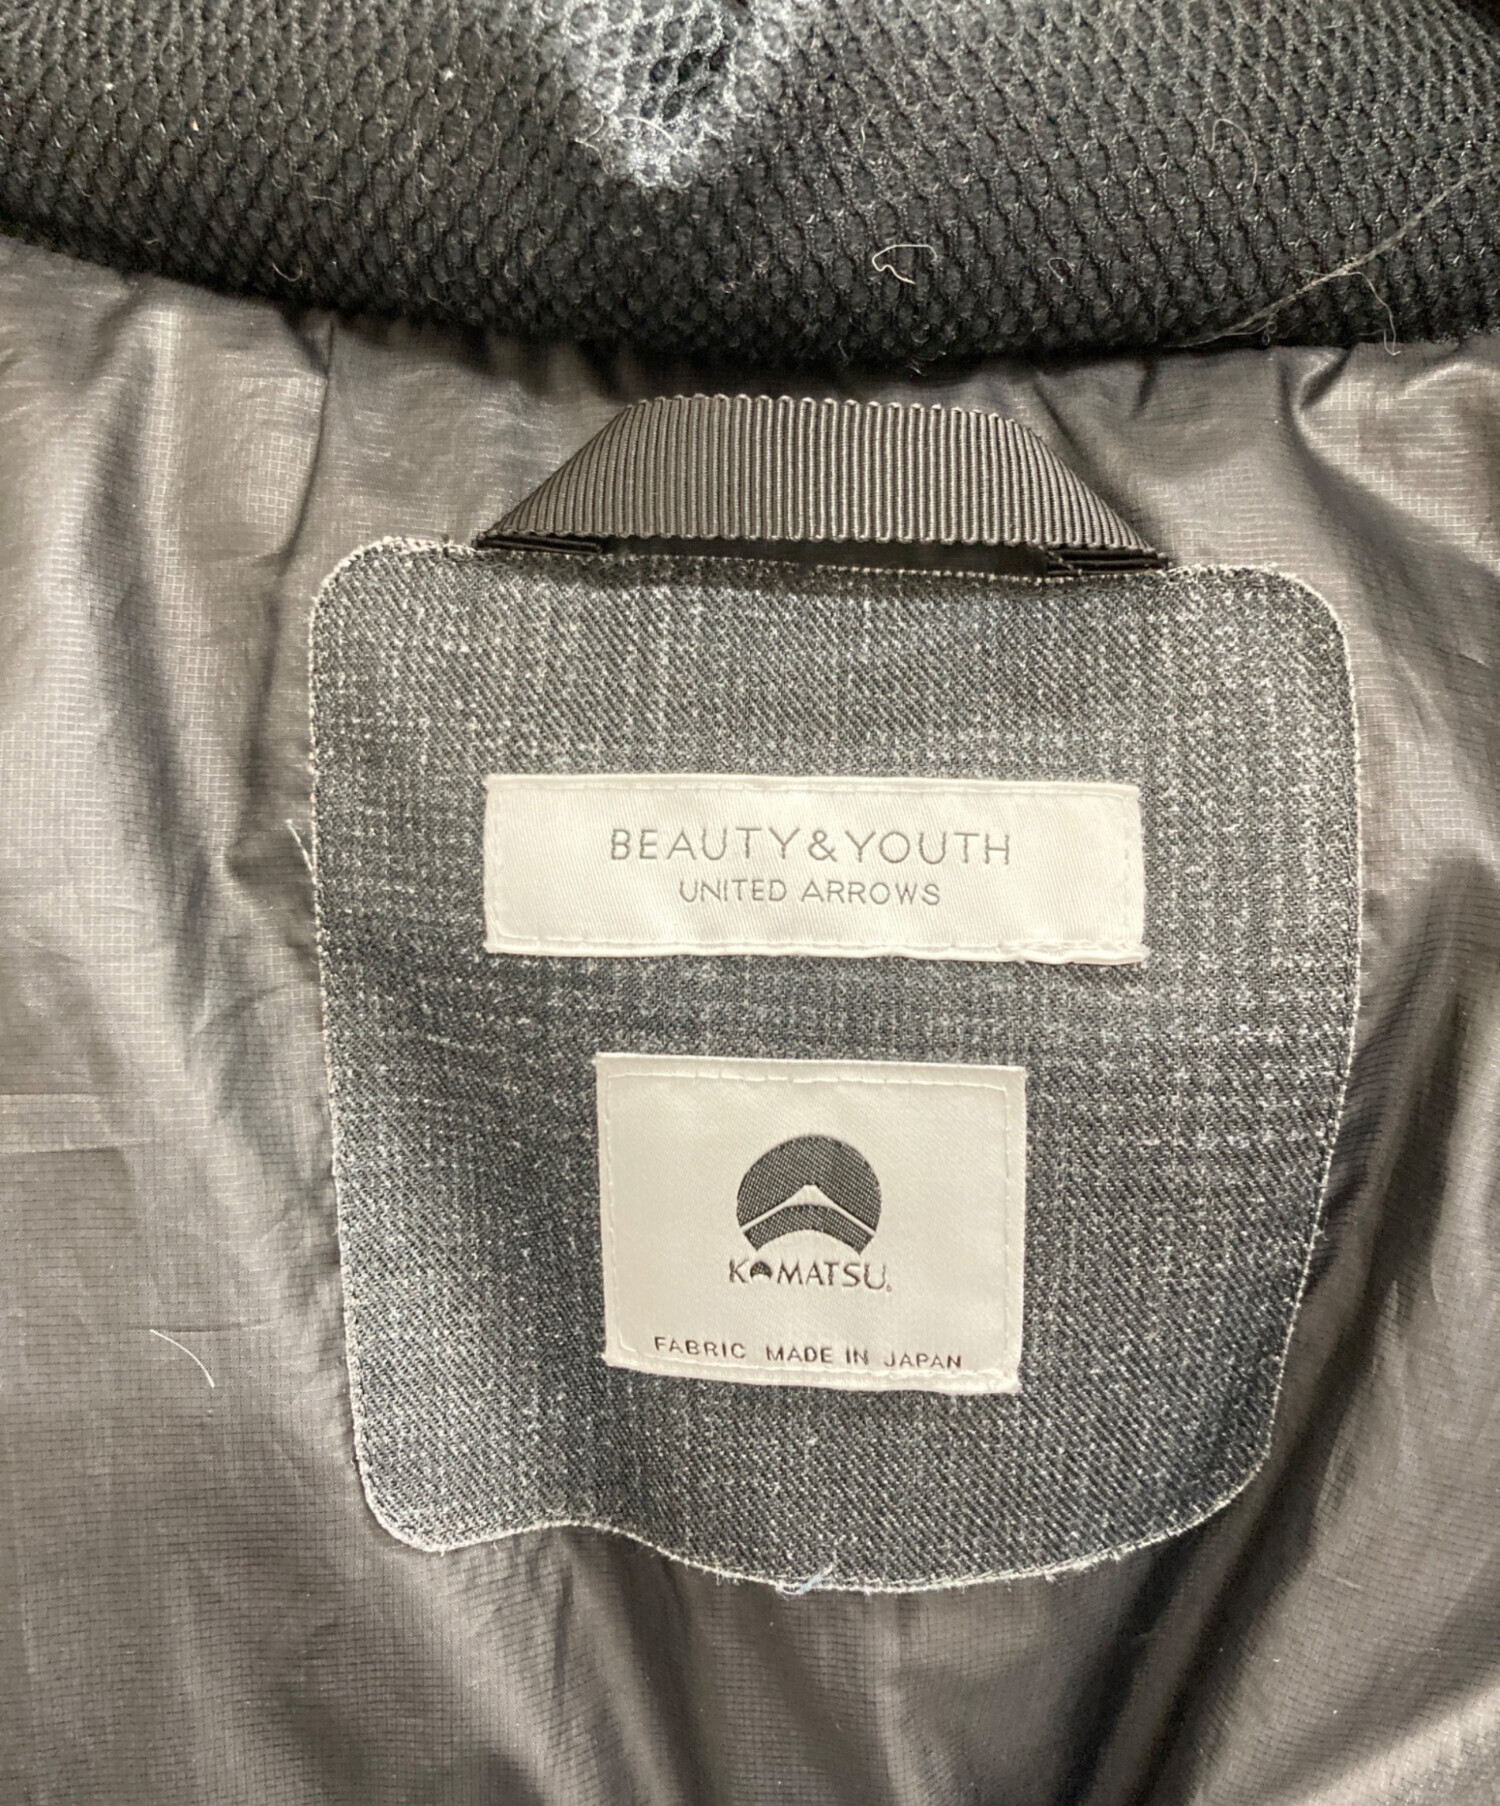 BEAUTY&YOUTH
UNITED ARROWS
KOMATSU
FABRIC MADE IN JAPAN